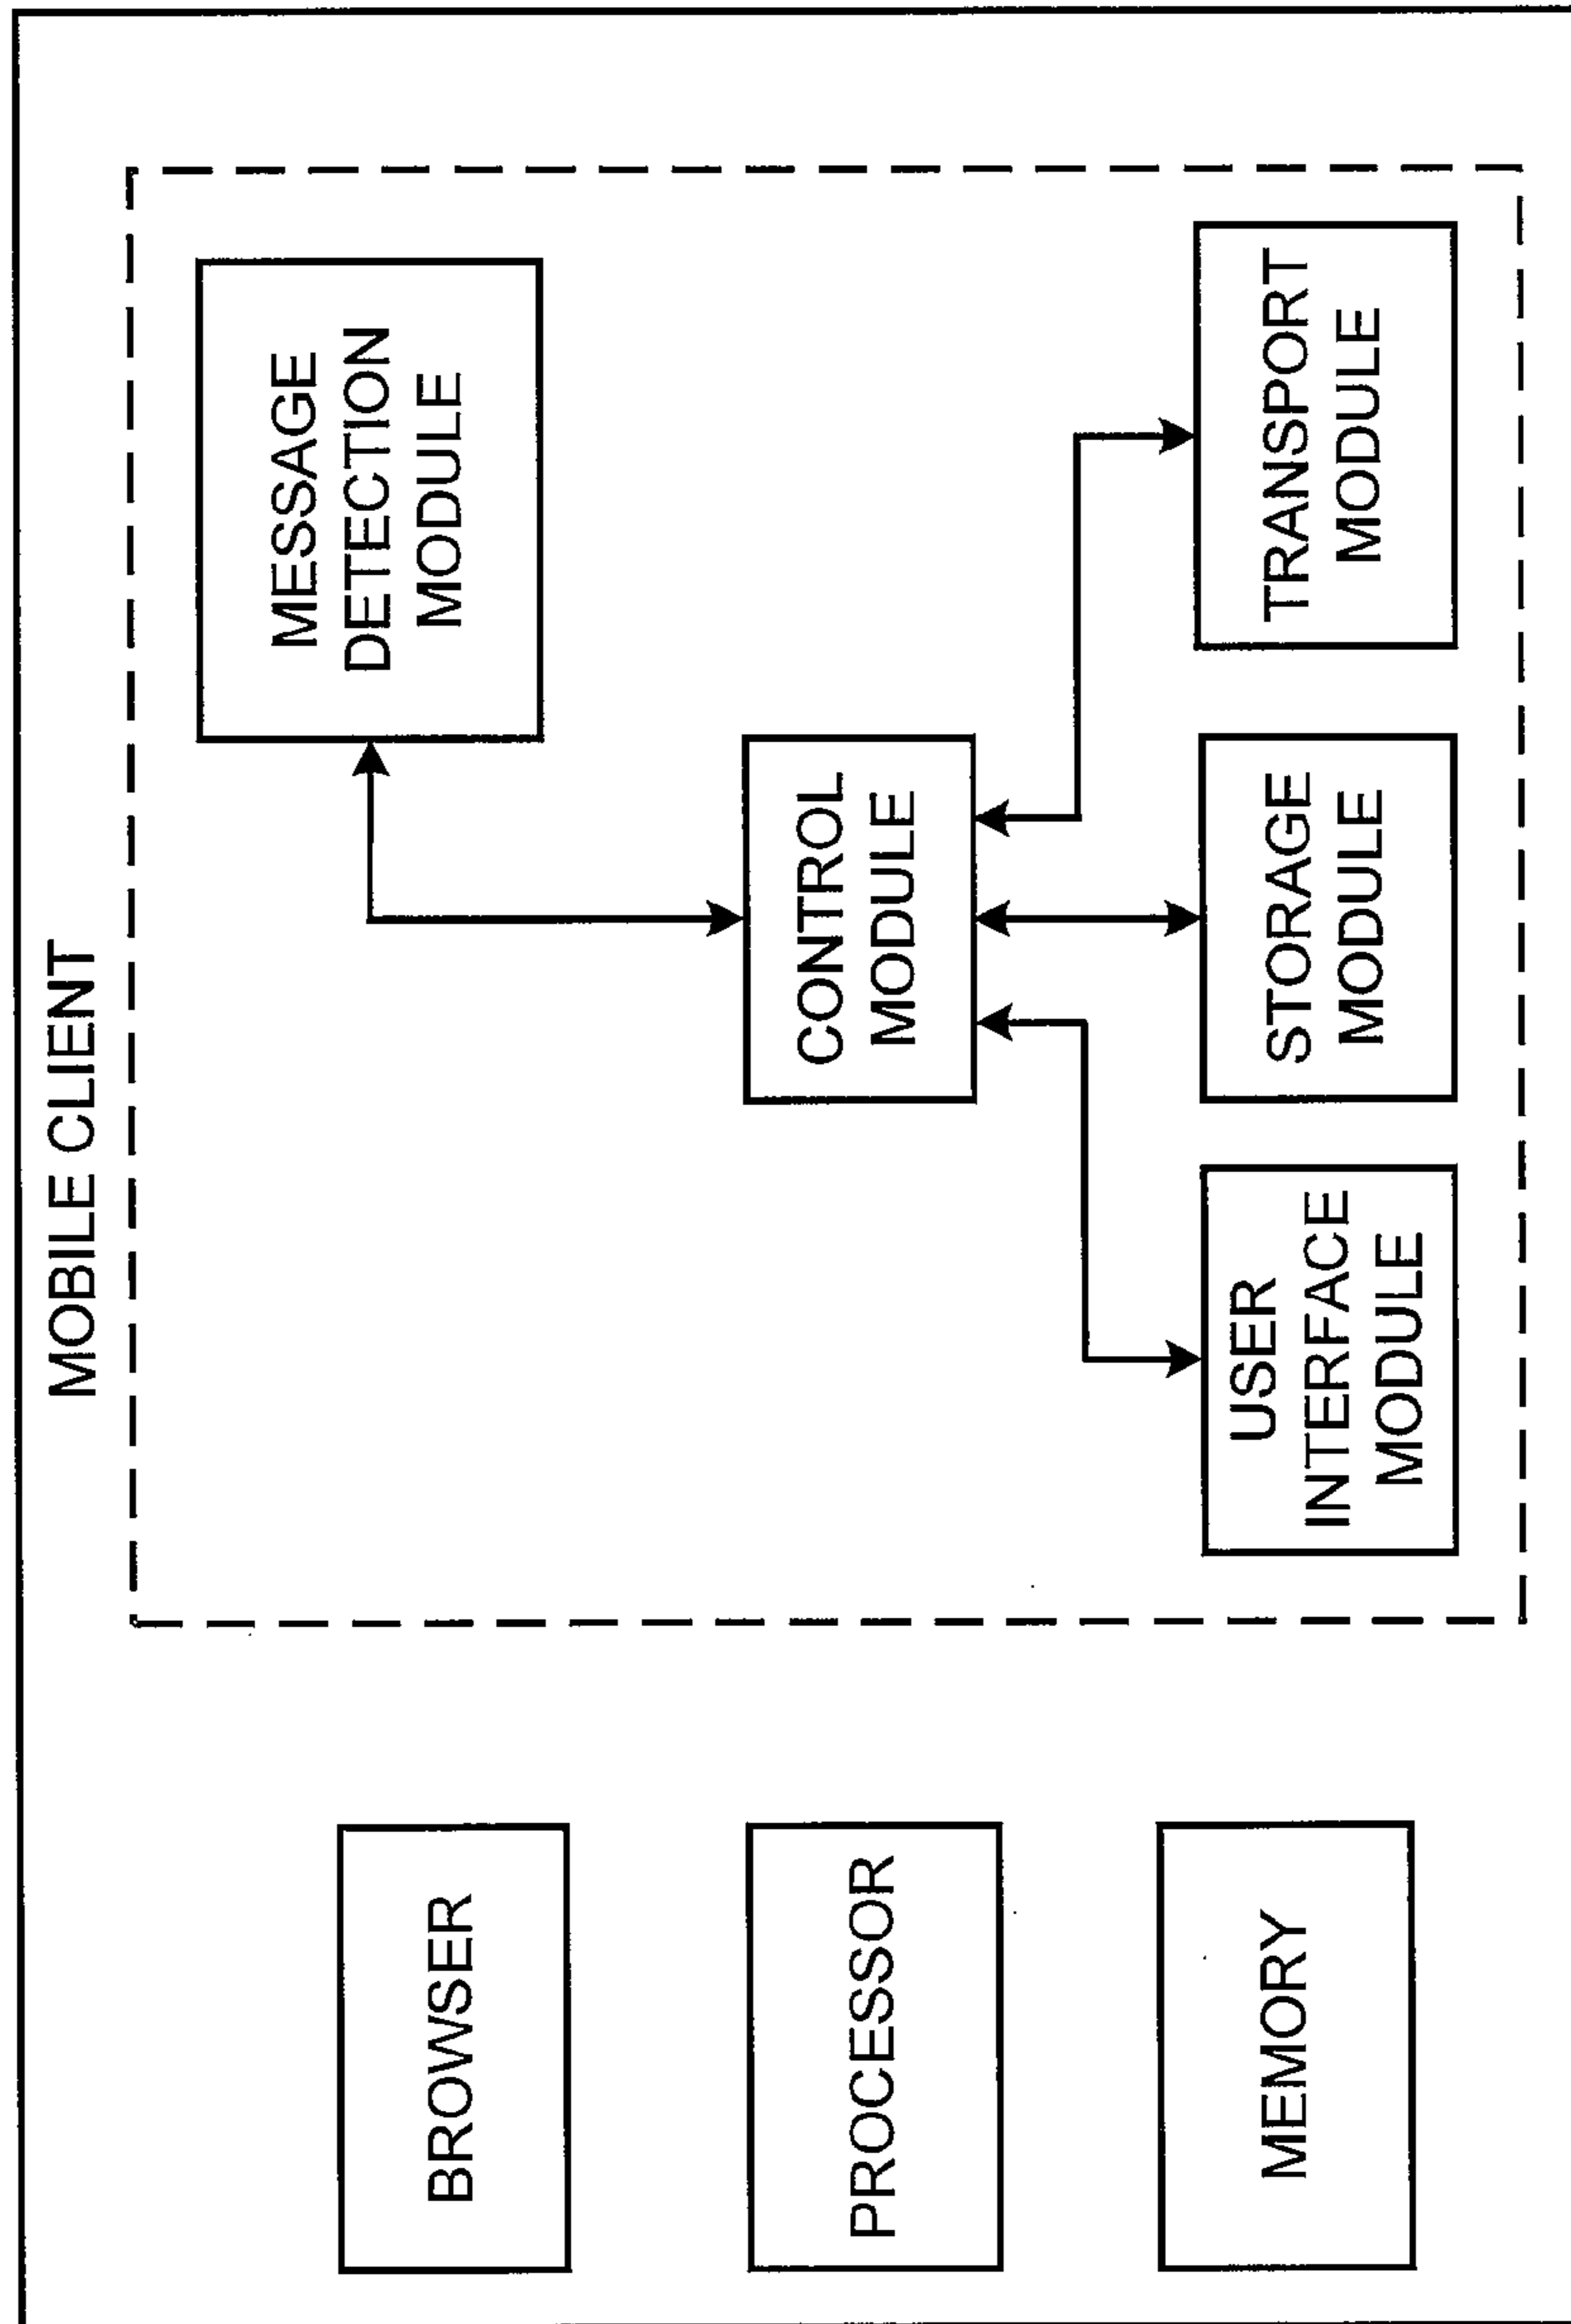 MOBILE CLIENT
BROWSER
PROCESSOR
MEMORY
MESSAGE
DETECTION
MODULE
CONTROL
MODULE
USER
INTERFACE
MODULE
STORAGE
MODULE
TRANSPORT
MODULE